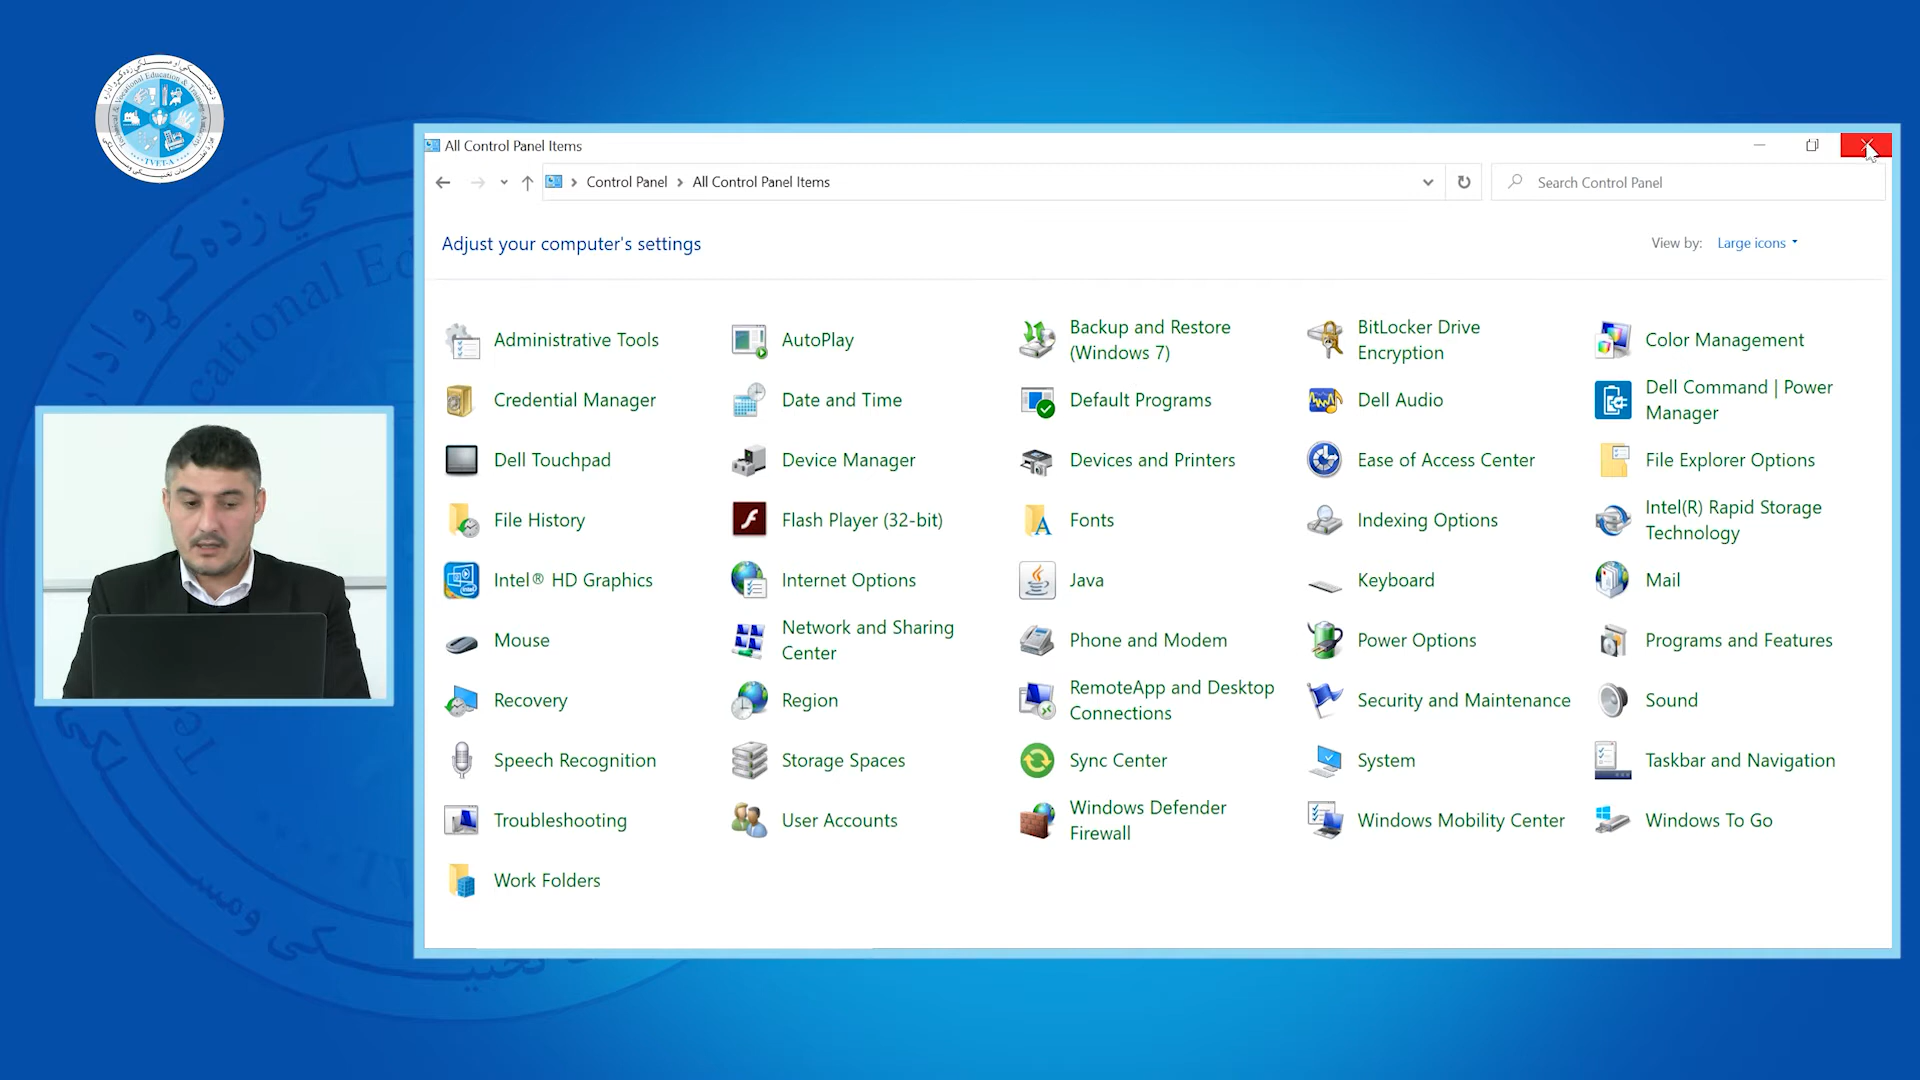 Technical & Vocational Education & Training Authority
TVET-A
All Control Panel Items
Control Panel
All Control Panel Items
Search Control Panel
Adjust your computer's settings
View by:
Large icons
Administrative Tools
AutoPlay
Backup and Restore
(Windows 7)
BitLocker Drive
Encryption
Color Management
Credential Manager
Date and Time
Default Programs
Dell Audio
Dell Command | Power
Manager
Dell Touchpad
Device Manager
Devices and Printers
Ease of Access Center
File Explorer Options
File History
Flash Player (32-bit)
Fonts
Indexing Options
Intel(R) Rapid Storage
Technology
Intel® HD Graphics
Internet Options
Java
Keyboard
Mail
Mouse
Network and Sharing
Center
Phone and Modem
Power Options
Programs and Features
Recovery
Region
RemoteApp and Desktop
Connections
Security and Maintenance
Sound
Speech Recognition
Storage Spaces
Sync Center
System
Taskbar and Navigation
Troubleshooting
User Accounts
Windows Defender
Firewall
Windows Mobility Center
Windows To Go
Work Folders